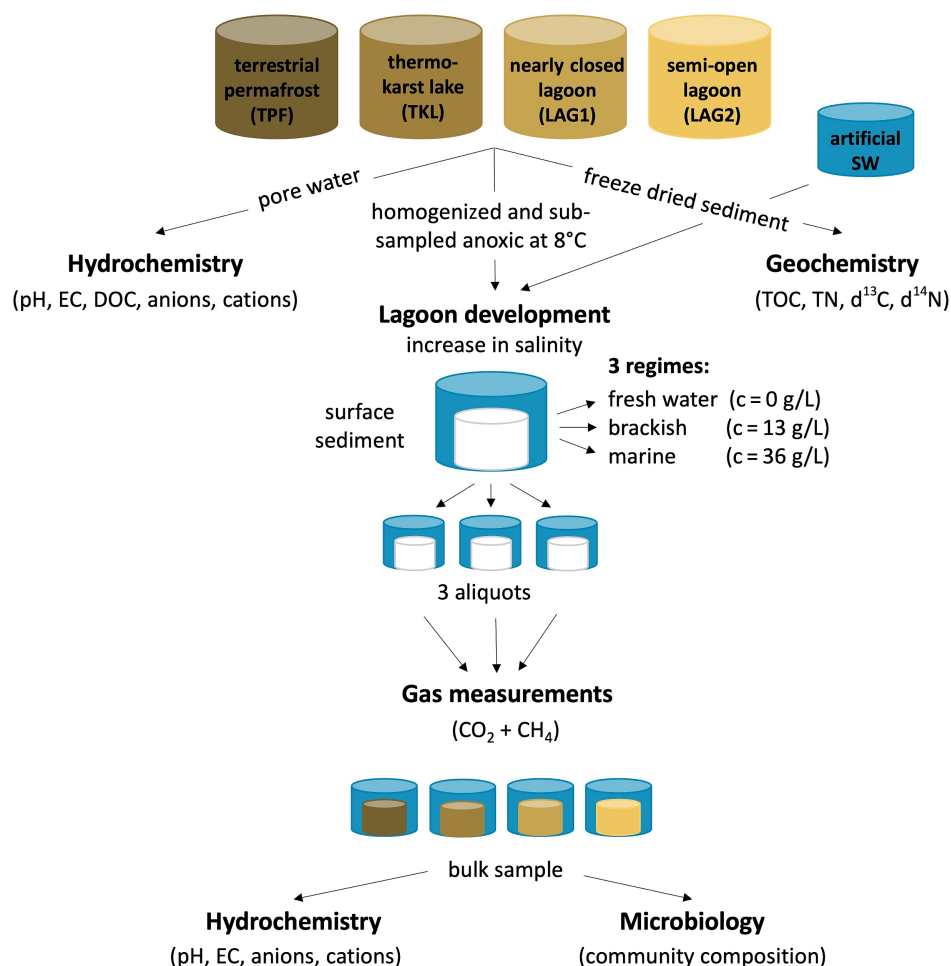 terrestrial
permafrost
(TPF)
thermo-
karst lake
(TKL)
nearly closed
lagoon
(LAG1)
semi-open
lagoon
(LAG2)
artificial
SW
pore water
homogenized and sub-
sampled anoxic at 8°C
freeze dried sediment
Hydrochemistry
(pH, EC, DOC, anions, cations)
Geochemistry
(TOC, TN, d¹³C, d¹⁴N)
Lagoon development
increase in salinity
surface
sediment
3 regimes:
fresh water (c = 0 g/L)
brackish (c = 13 g/L)
marine (c = 36 g/L)
3 aliquots
Gas measurements
(CO₂ + CH₄)
bulk sample
Hydrochemistry
(pH, EC, anions, cations)
Microbiology
(community composition)